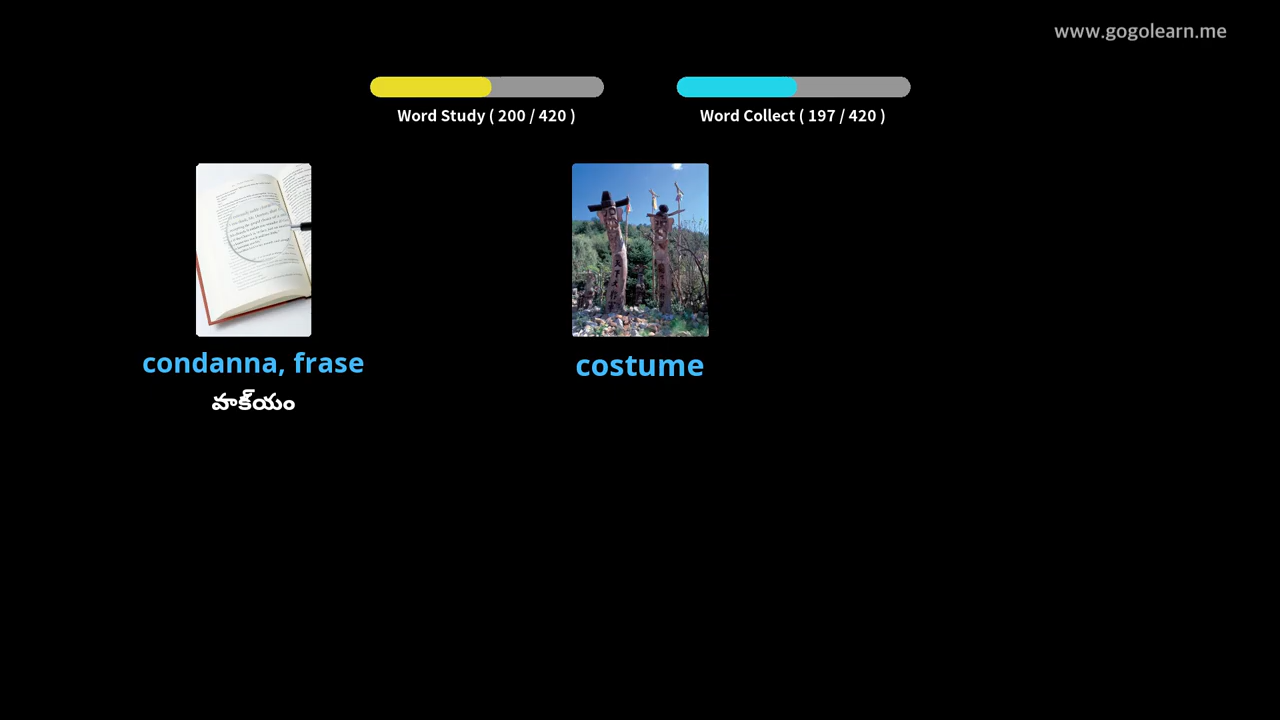 www.gogolearn.me
Word Study ( 200 / 420 )
Word Collect ( 197 / 420 )
condanna, frase
costume
వాక్యం